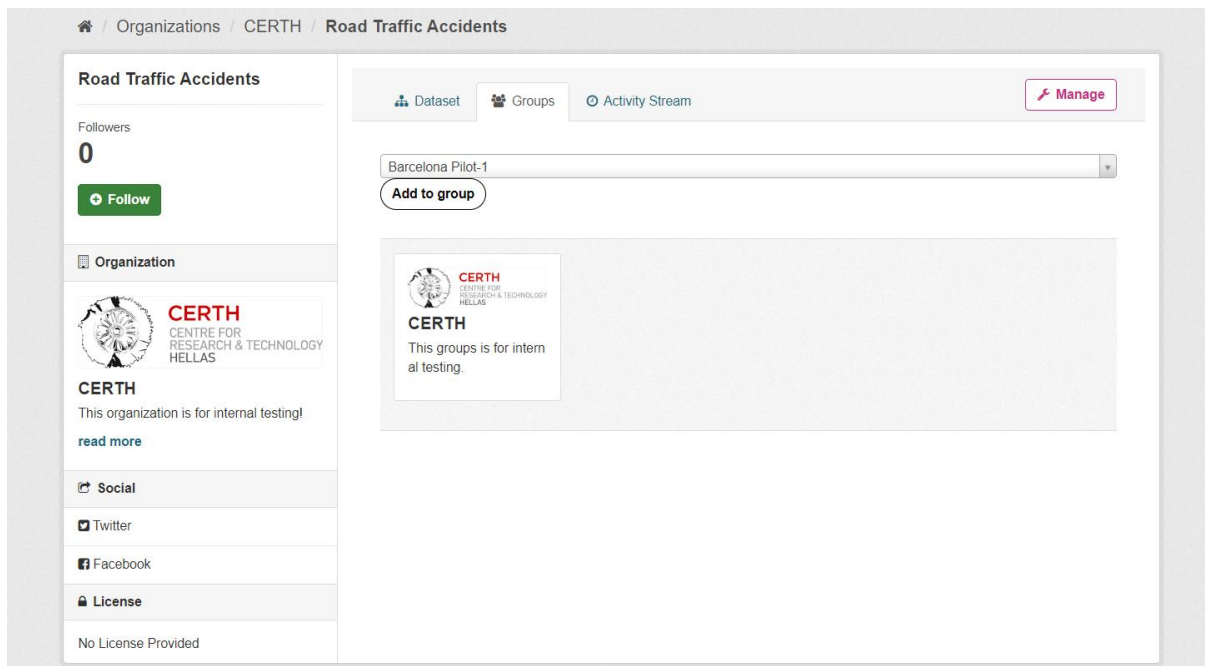 / Organizations / CERTH / Road Traffic Accidents
Road Traffic Accidents
Followers
0
Follow
Organization
CERTH
CENTRE FOR
RESEARCH & TECHNOLOGY
HELLAS
CERTH
This organization is for internal testing!
read more
Social
Twitter
Facebook
License
No License Provided
Dataset Groups Activity Stream Manage
Barcelona Pilot-1
Add to group
CERTH
CENTRE FOR
RESEARCH & TECHNOLOGY
HELLAS
CERTH
This groups is for intern
al testing.